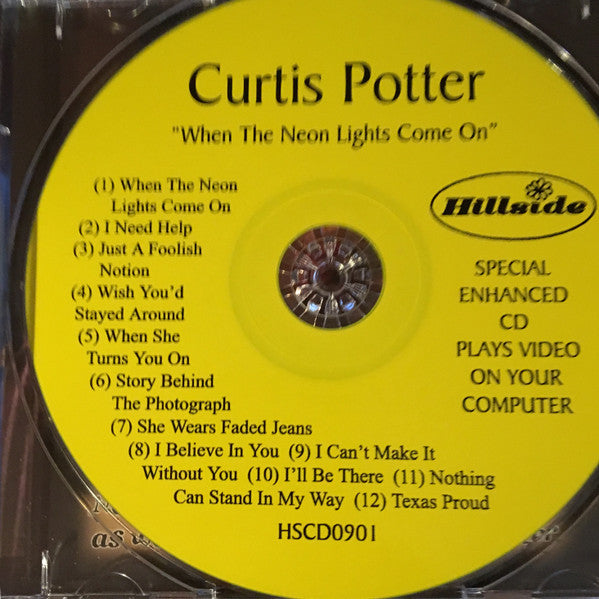 Curtis Potter
"When The Neon Lights Come On"
(1) When The Neon
Lights Come On
(2) I Need Help
(3) Just A Foolish
Notion
(4) Wish You'd
Stayed Around
(5) When She
Turns You On
(6) Story Behind
The Photograph
(7) She Wears Faded Jeans
(8) I Believe In You (9) I Can't Make It
Without You (10) I'll Be There (11) Nothing
Can Stand In My Way (12) Texas Proud
HSCD0901
Hillside
SPECIAL
ENHANCED
CD
PLAYS VIDEO
ON YOUR
COMPUTER
as